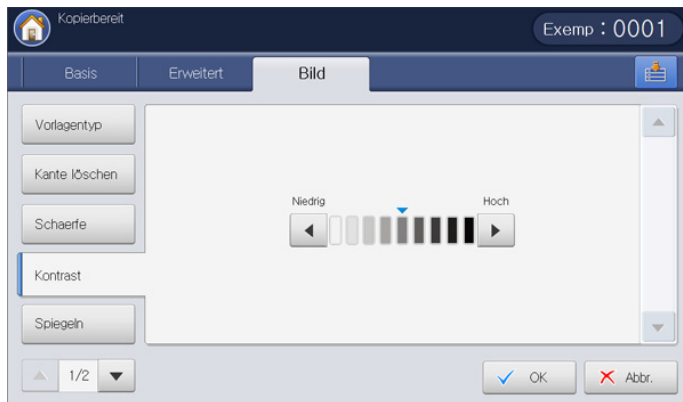 Kopierbereit
Exemp : 0001
Basis
Erweitert
Bild
Vorlagentyp
Kante löschen
Schaerfe
Kontrast
Spiegeln
Niedrig
Hoch
1/2
OK
Abbr.